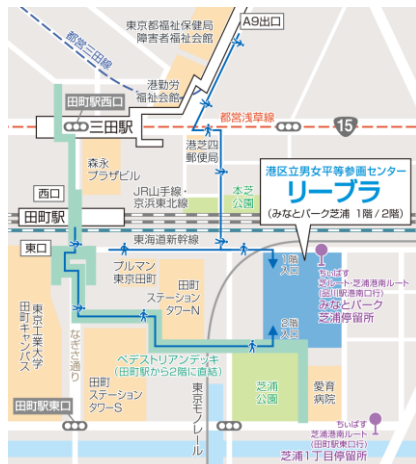 東京都福祉保健局
障害者福祉会館
A9出口
都営三田線
港勤労
福祉会館
田町駅西口
三田駅
都営浅草線
15
港芝四
郵便局
森永
プラザビル
港区立男女平等参画センター
リーブラ
(みなとパーク芝浦 1階/2階)
西口
JR山手線・
京浜東北線
本芝
公園
田町駅
東海道新幹線
東口
プルマン
東京田町
1階
入口
ちぃばす
芝ルート・芝浦港南ルート
(品川駅港南口行)
みなとパーク
芝浦停留所
田町
ステーション
タワーN
東京工業大学
田町キャンパス
なぎさ通り
2階
入口
ペデストリアンデッキ
(田町駅から2階に直結)
田町
ステーション
タワーS
東京モノレール
芝浦
公園
愛育
病院
田町駅東口
ちぃばす
芝浦港南ルート
(田町駅東口行)
芝浦1丁目停留所